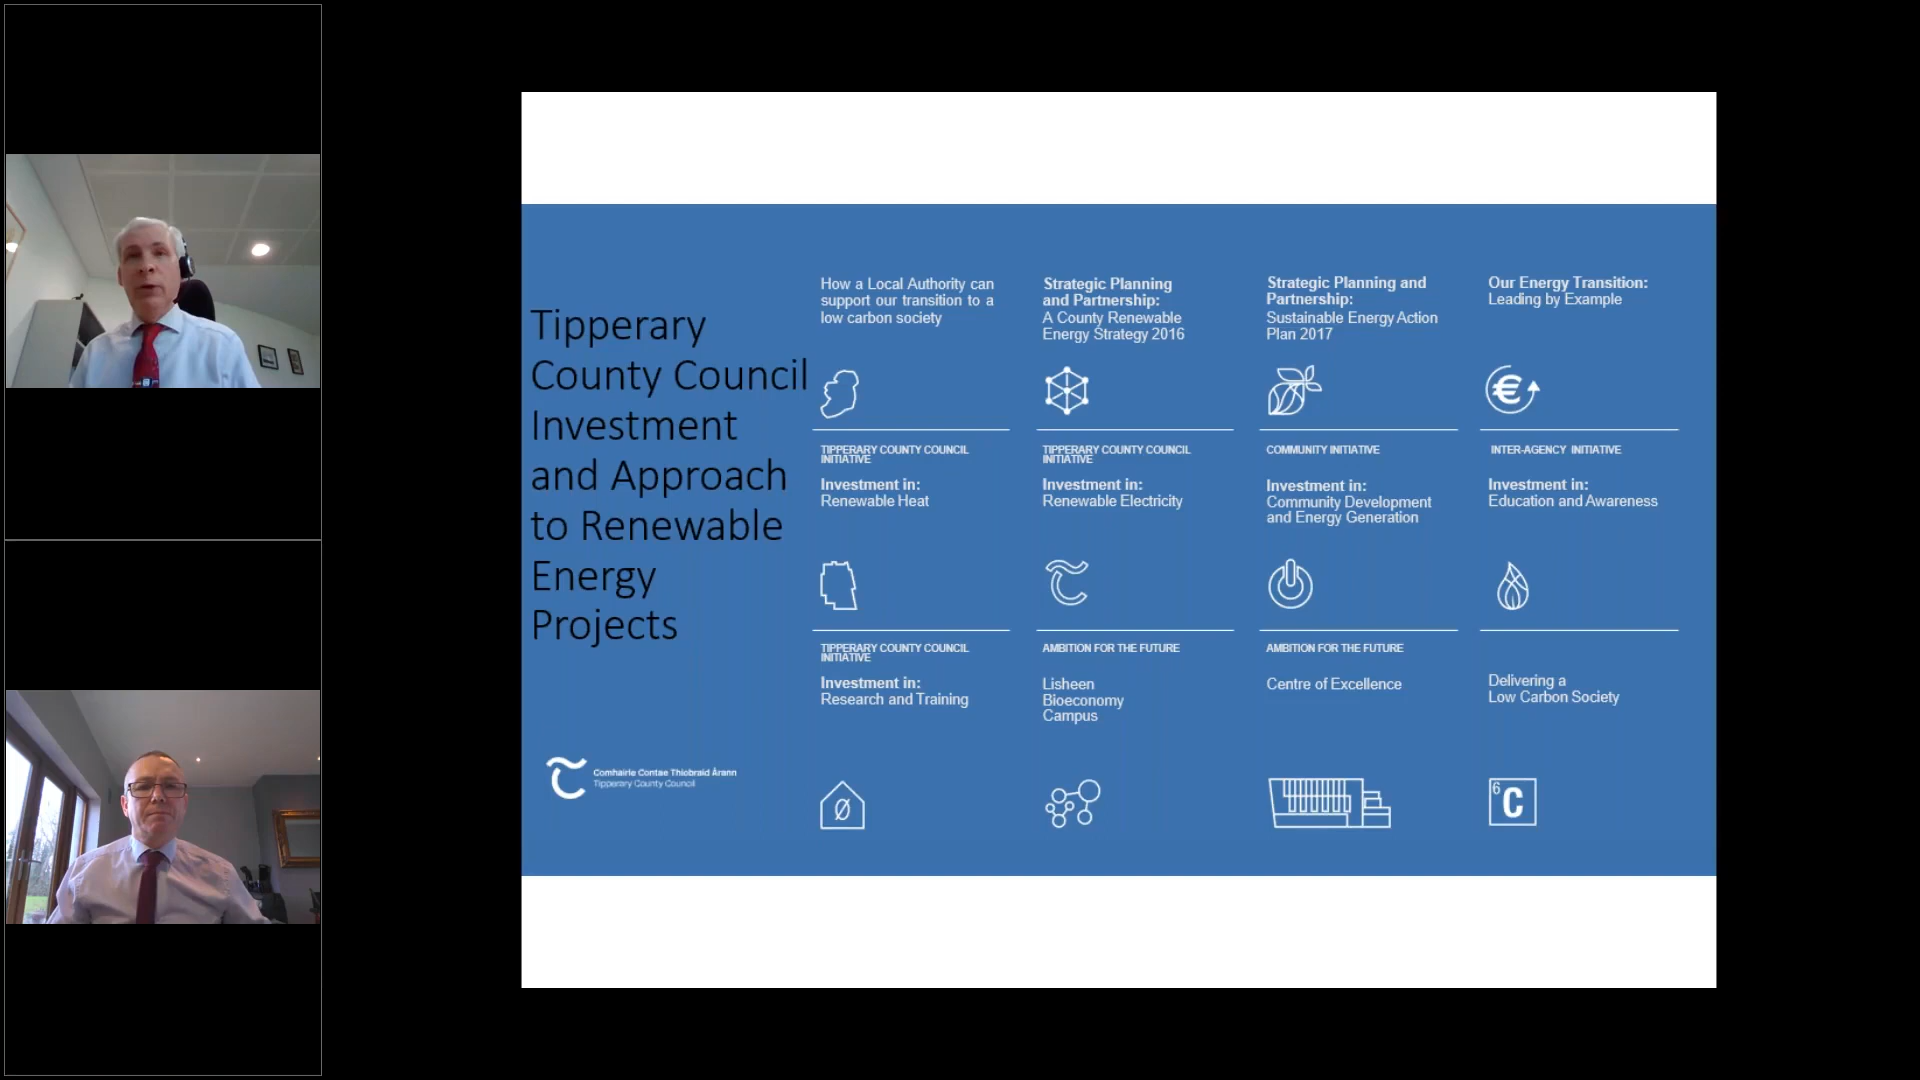 Tipperary
County Council
Investment
and Approach
to Renewable
Energy
Projects
Comhairle Contae Thiobraid Árann
Tipperary County Council
How a Local Authority can
support our transition to a
low carbon society
Strategic Planning
and Partnership:
A County Renewable
Energy Strategy 2016
Strategic Planning and
Partnership:
Sustainable Energy Action
Plan 2017
Our Energy Transition:
Leading by Example
€
TIPPERARY COUNTY COUNCIL
INITIATIVE
Investment in:
Renewable Heat
TIPPERARY COUNTY COUNCIL
INITIATIVE
Investment in:
Renewable Electricity
COMMUNITY INITIATIVE
Investment in:
Community Development
and Energy Generation
INTER-AGENCY INITIATIVE
Investment in:
Education and Awareness
TIPPERARY COUNTY COUNCIL
INITIATIVE
Investment in:
Research and Training
AMBITION FOR THE FUTURE
Lisheen
Bioeconomy
Campus
AMBITION FOR THE FUTURE
Centre of Excellence
Delivering a
Low Carbon Society
Ø
6
C